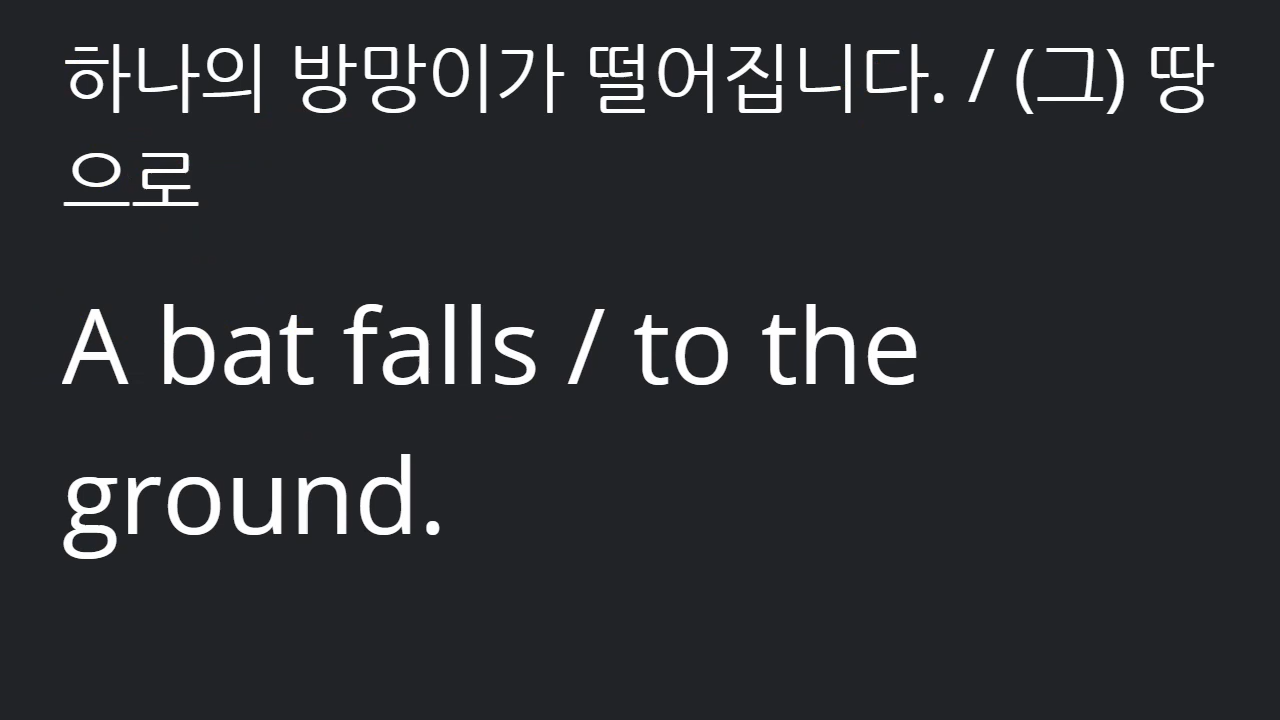 하나의 방망이가 떨어집니다. / (그) 땅
으로
A bat falls / to the
ground.